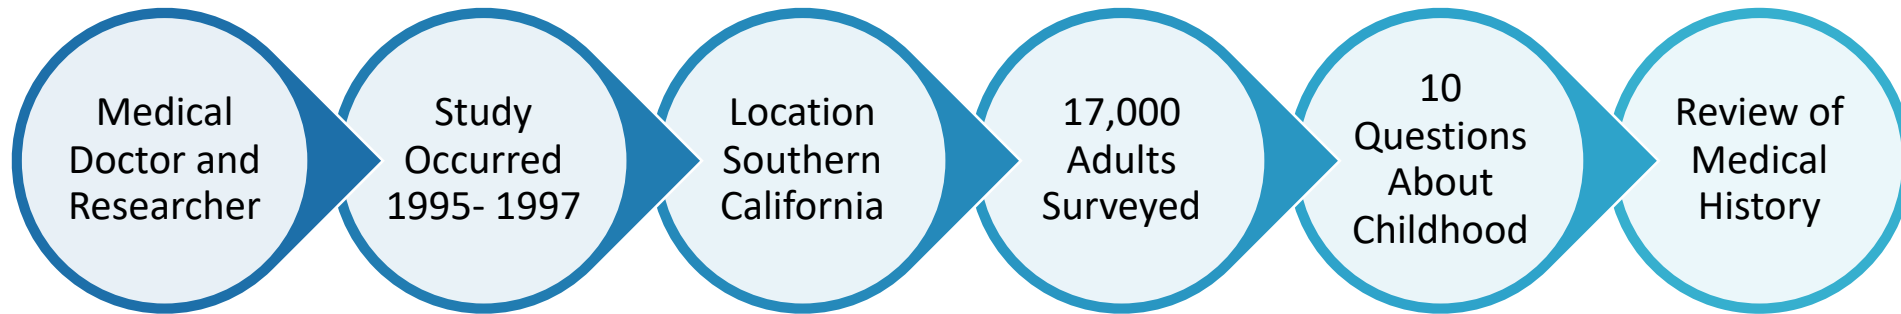 Medical
Doctor and
Researcher
Study
Occurred
1995- 1997
Location
Southern
California
17,000
Adults
Surveyed
10
Questions
About
Childhood
Review of
Medical
History